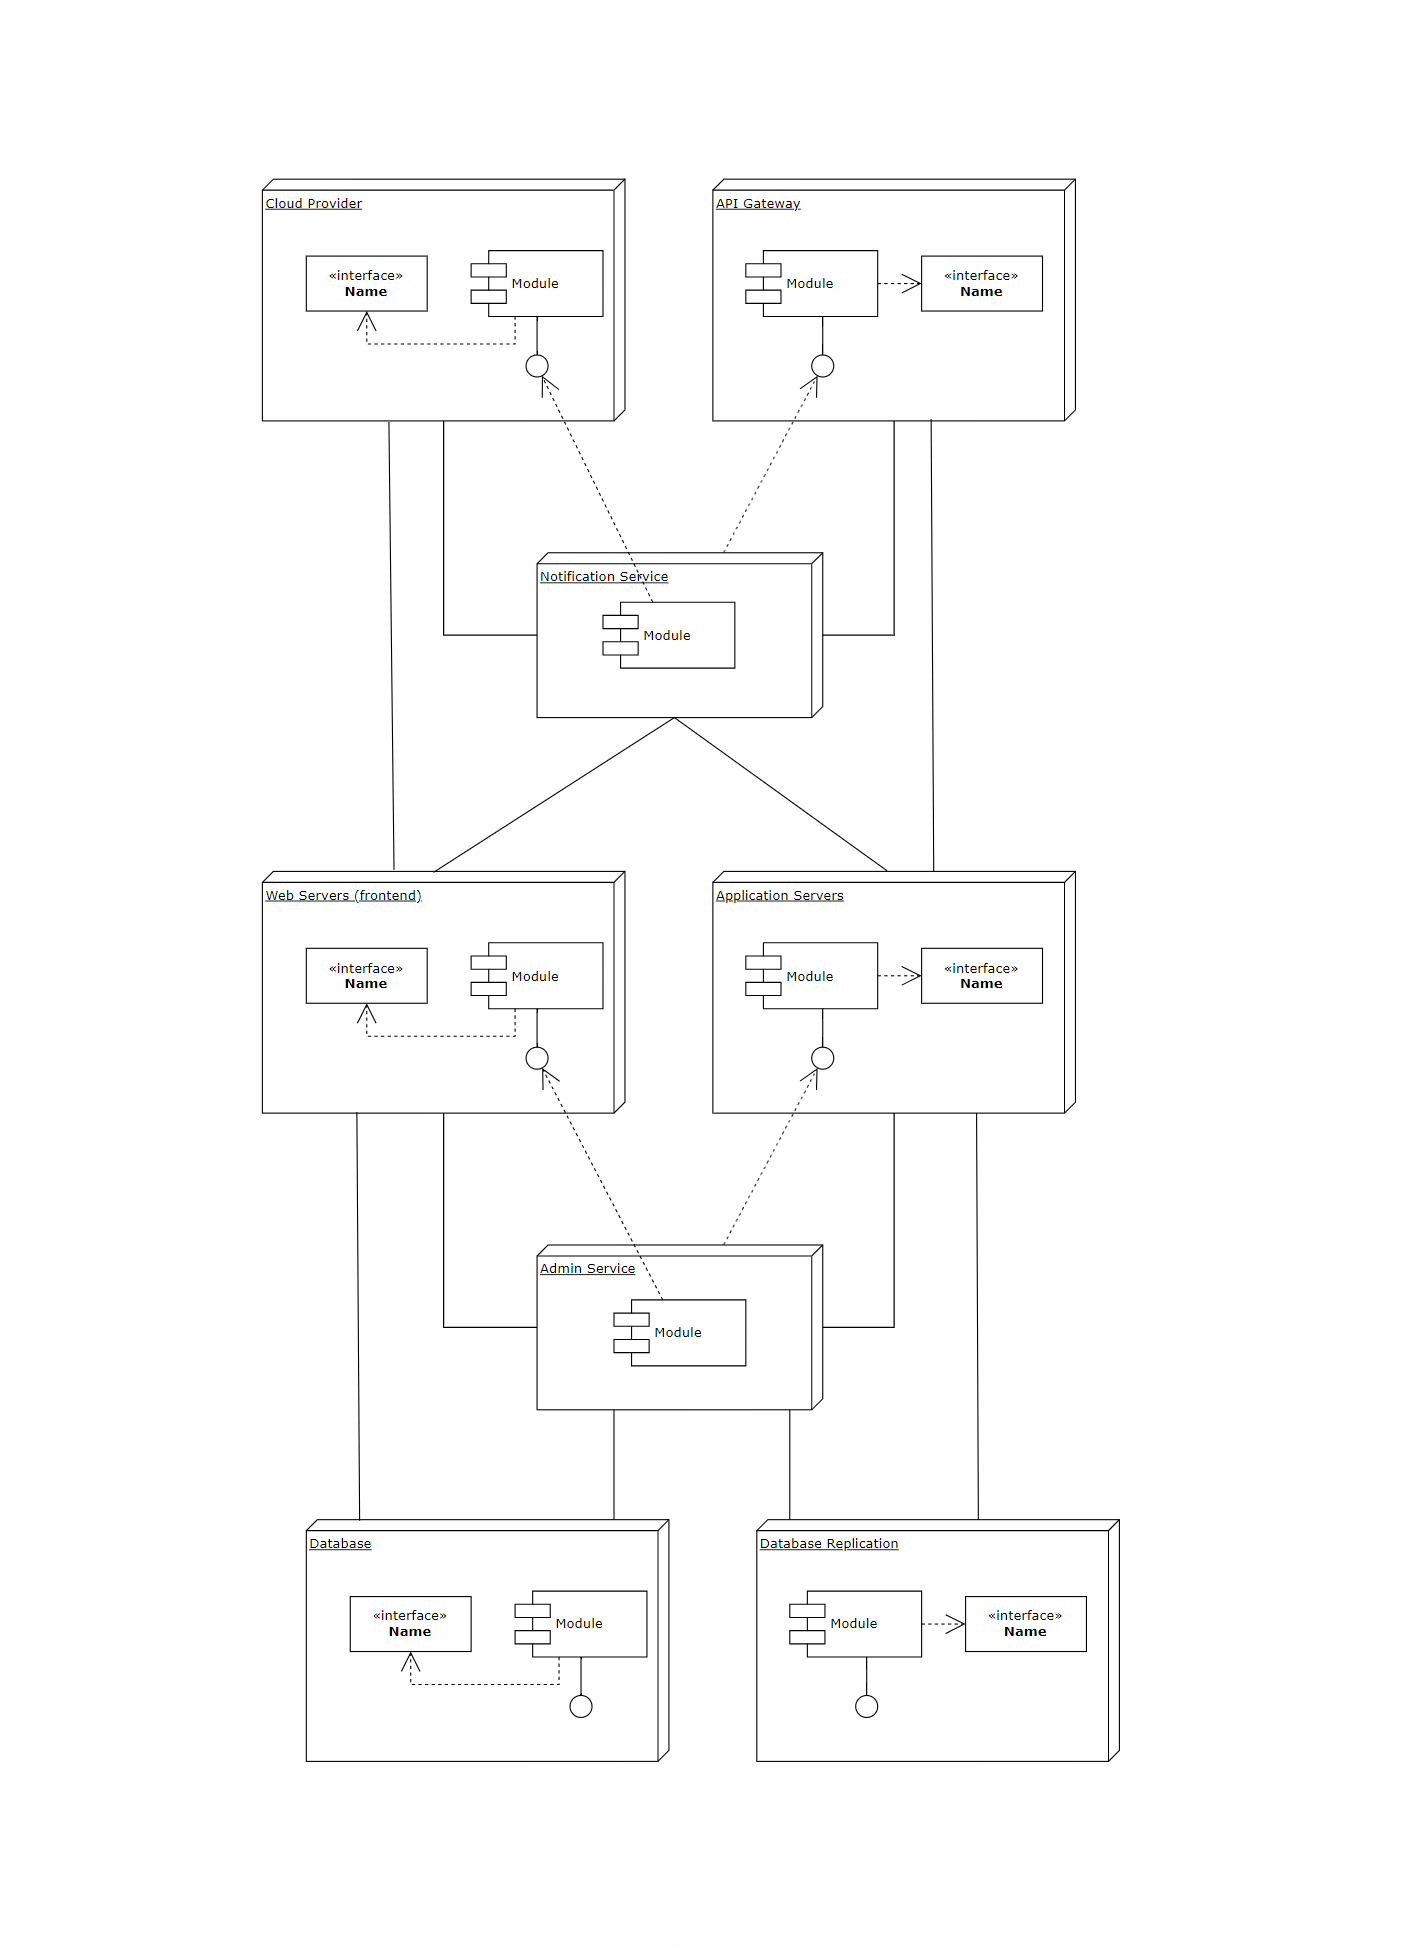 Cloud Provider
«interface»
Name
Module
API Gateway
Module
«interface»
Name
Notification Service
Module
Web Servers (frontend)
«interface»
Name
Module
Application Servers
Module
«interface»
Name
Admin Service
Module
Database
«interface»
Name
Module
Database Replication
Module
«interface»
Name